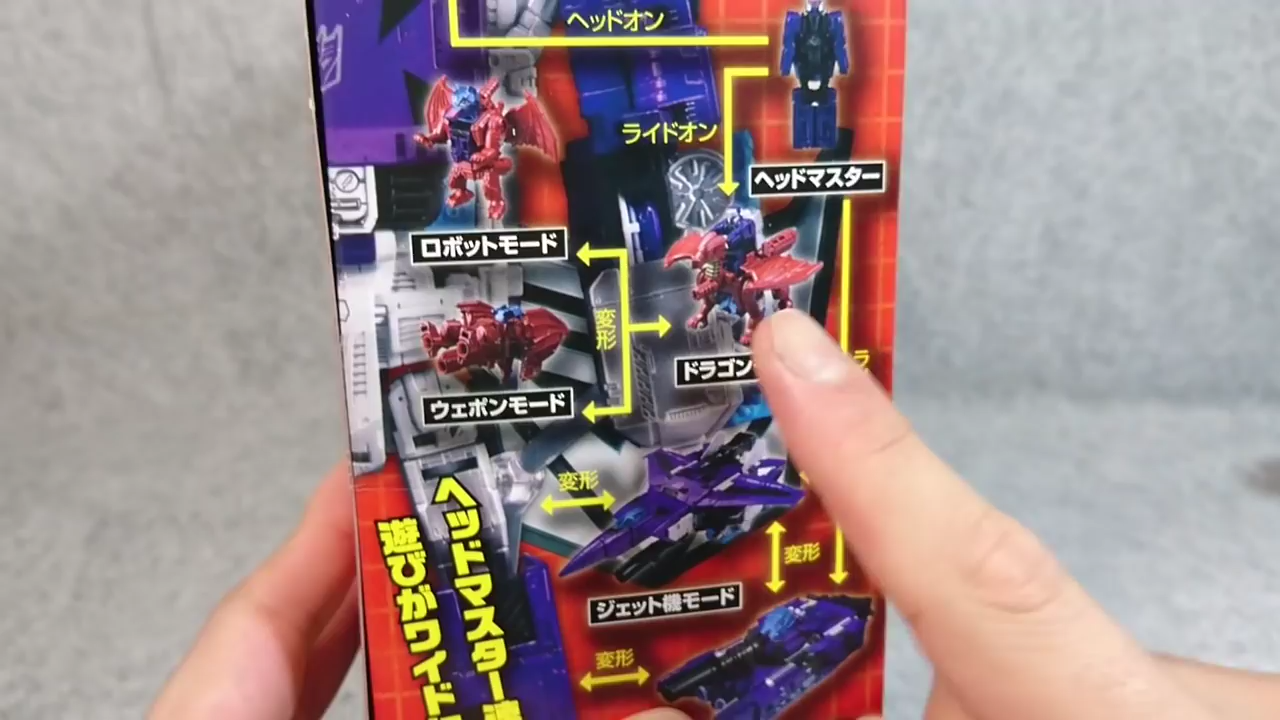 ヘッドオン
ライドオン
ヘッドマスター
ロボットモード
変形
ドラゴン
ウェポンモード
ラ
変形
変形
ジェット機モード
変形
ヘッドマスター
遊びがワイド